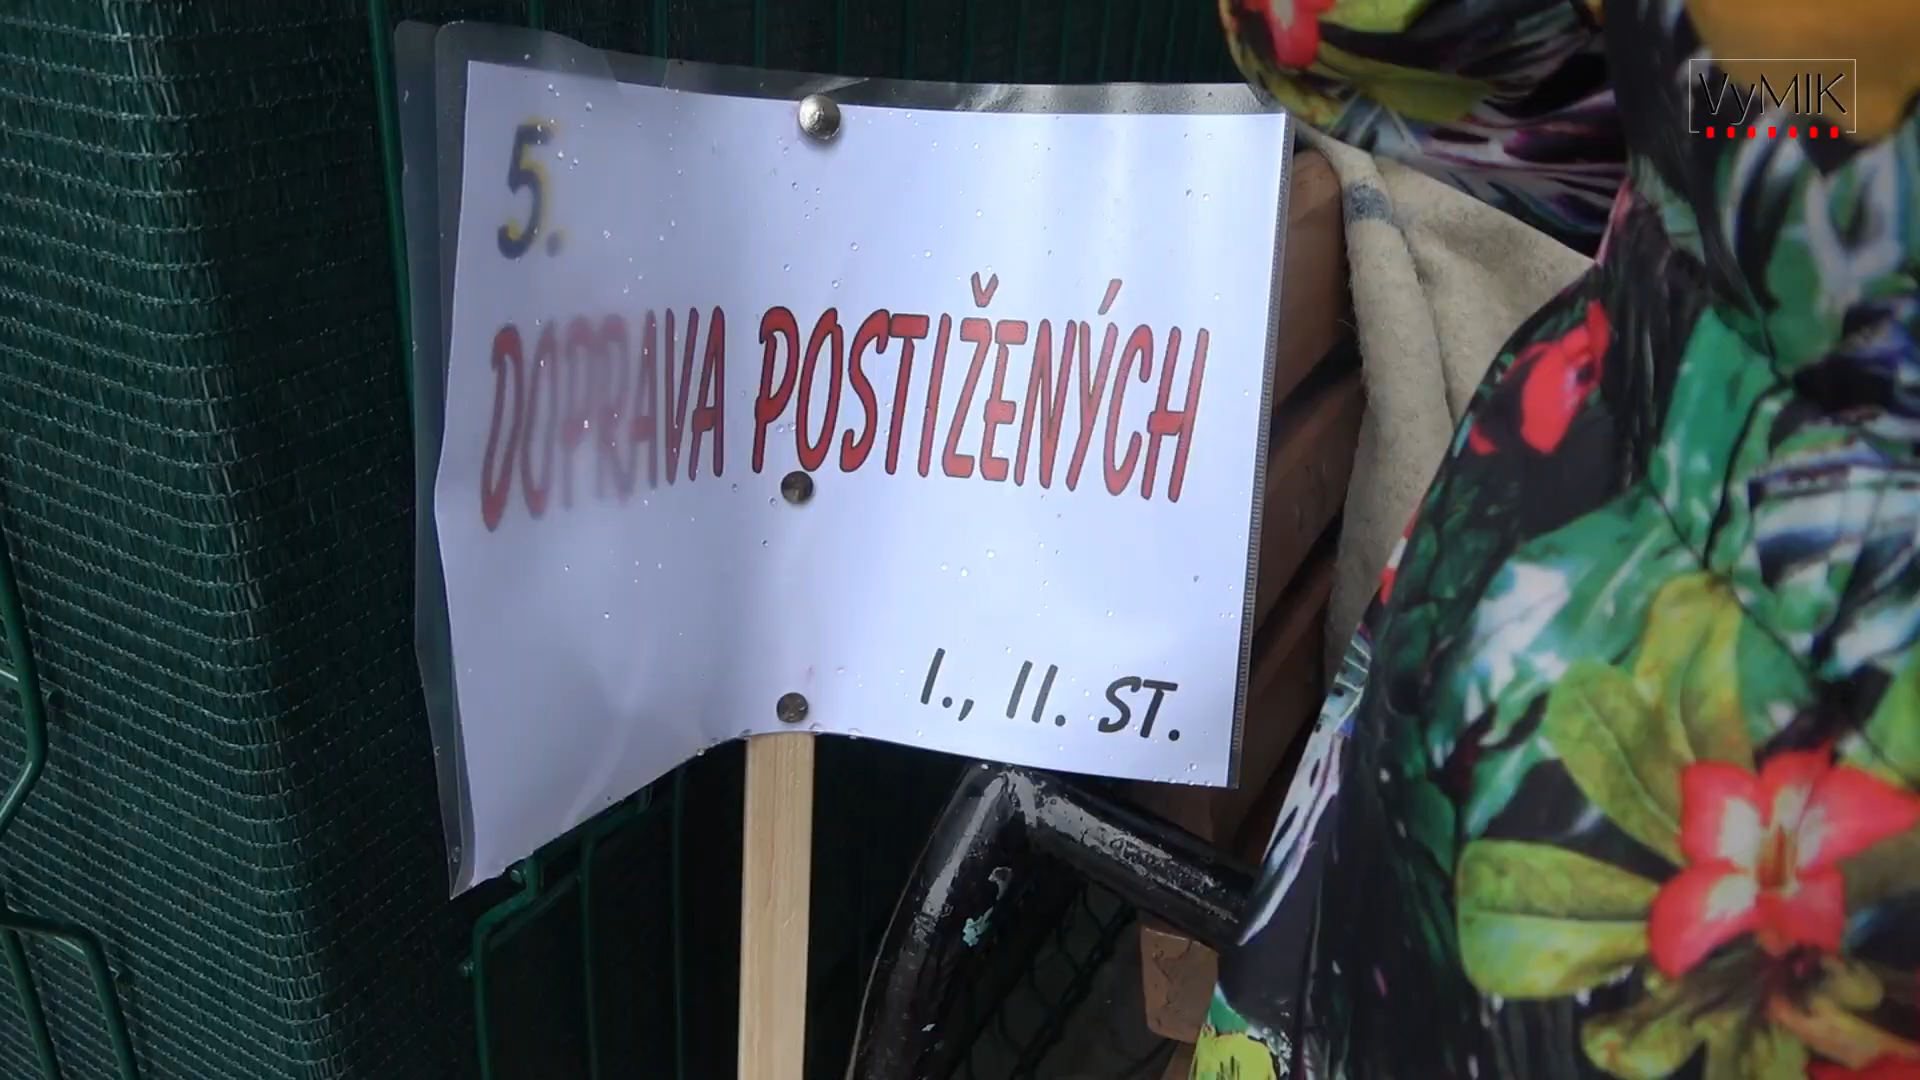 VyMIK
5.
DOPRAVA POSTIŽENÝCH
I., II. ST.